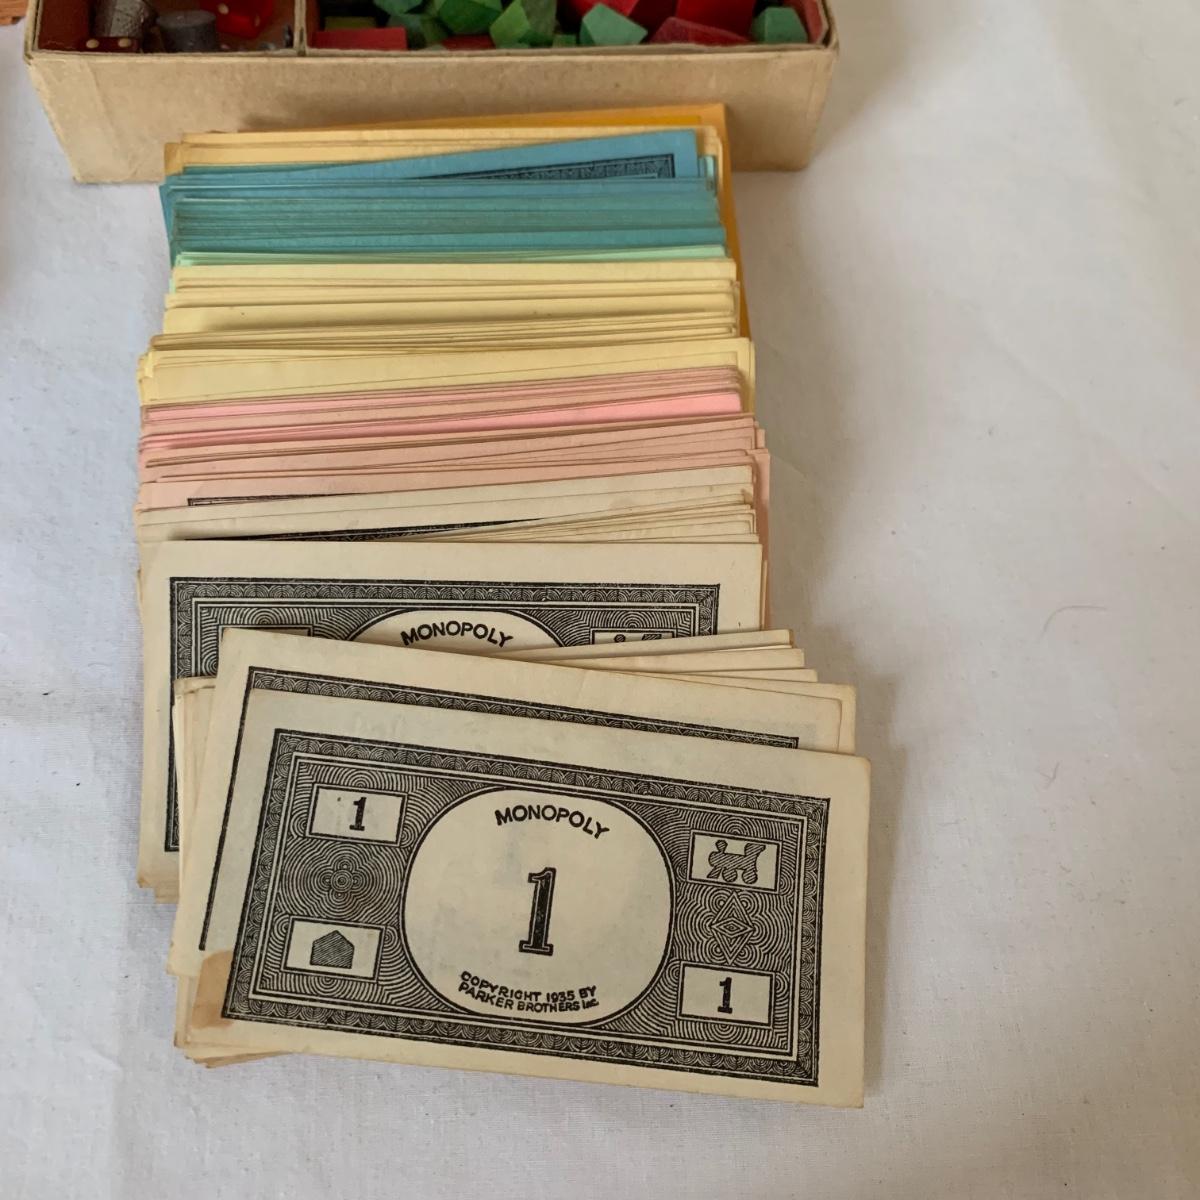 MONOPOLY
1
MONOPOLY
1
COPYRIGHT 1935 BY
PARKER BROTHERS INC.
1